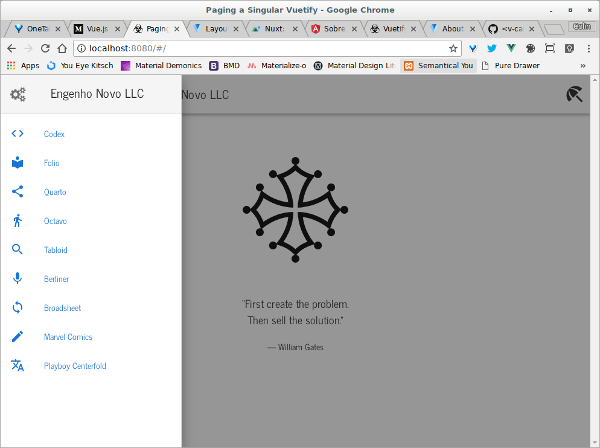 Paging a Singular Vuetify - Google Chrome
OneTa
Vue.js
Paging
Layou
Nuxt:
Sobre
Vuetif
About
<v-ca
Colin
localhost:8080/#/
Apps
You Eye Kitsch
Material Demonics
BMD
Materialize-o
Material Design Lit
Semantical You
Pure Drawer
»
Engenho Novo LLC
Novo LLC
Codex
Folio
Quarto
Octavo
Tabloid
Berliner
Broadsheet
Marvel Comics
Playboy Centerfold
"First create the problem.
Then sell the solution."
— William Gates